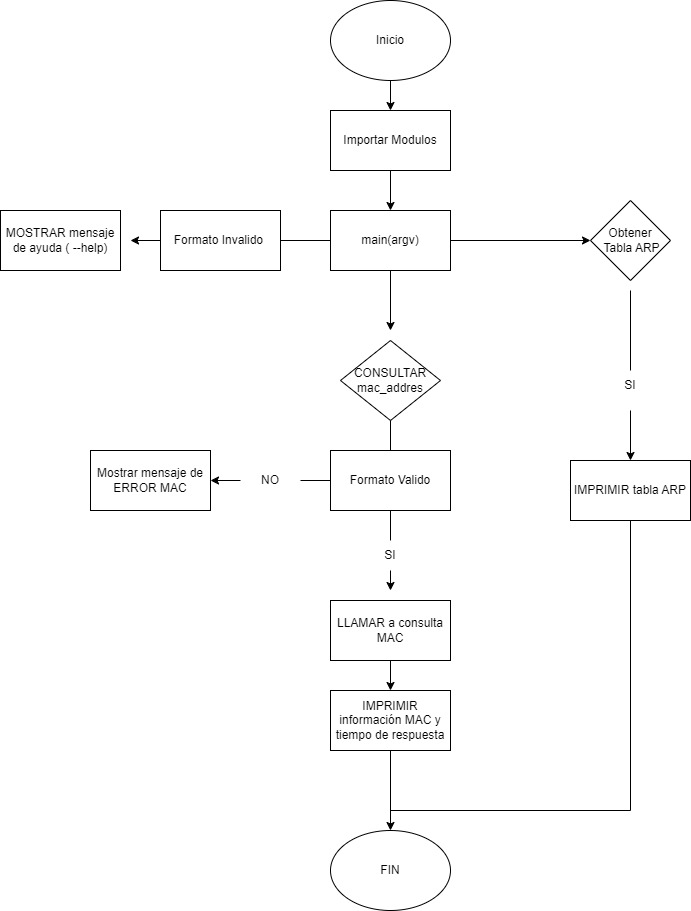 Inicio
Importar Modulos
MOSTRAR mensaje
de ayuda ( --help)
Formato Invalido
main(argv)
Obtener
Tabla ARP
CONSULTAR
mac_addres
SI
Mostrar mensaje de
ERROR MAC
NO
Formato Valido
IMPRIMIR tabla ARP
SI
LLAMAR a consulta
MAC
IMPRIMIR
información MAC y
tiempo de respuesta
FIN